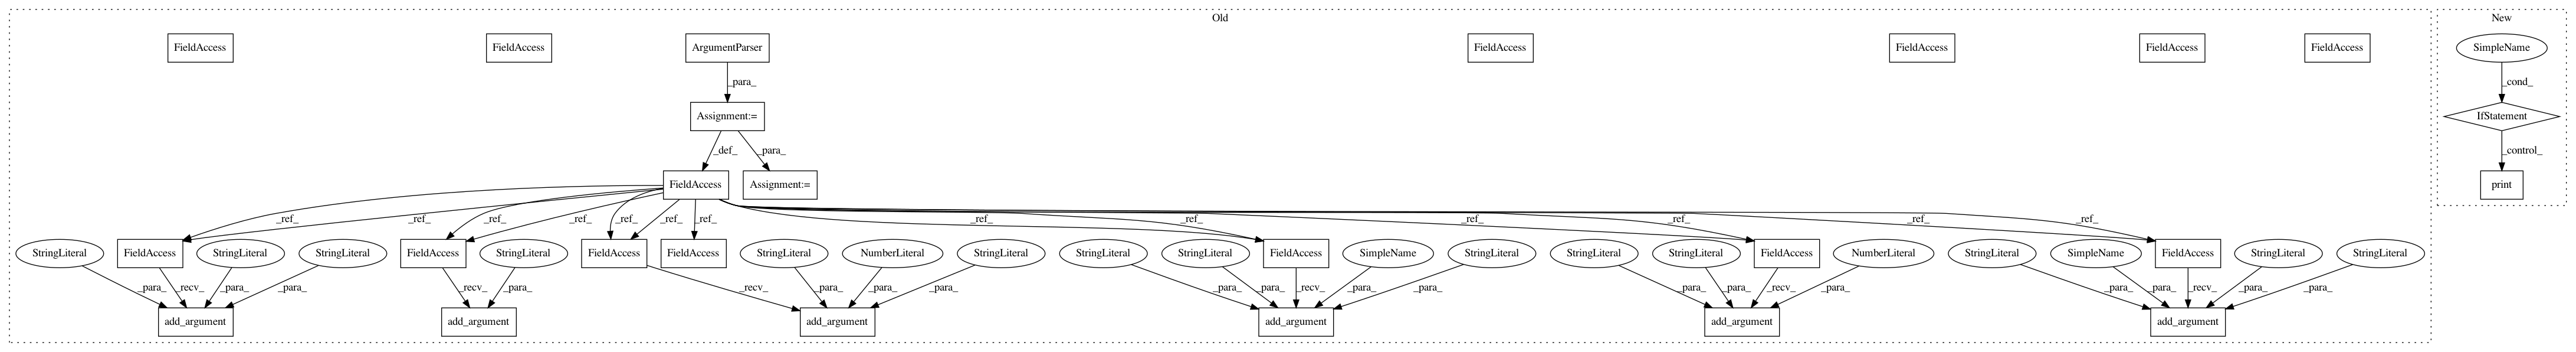 Old
New
FieldAccess
FieldAccess
ArgumentParser
FieldAccess
FieldAccess
FieldAccess
FieldAccess
SimpleName
_para_
_cond_
Assignment:=
IfStatement
_def_
_para_
_control_
FieldAccess
Assignment:=
print
_ref_
_ref_
_ref_
_ref_
_ref_
_ref_
_ref_
_ref_
StringLiteral
FieldAccess
StringLiteral
StringLiteral
FieldAccess
StringLiteral
FieldAccess
FieldAccess
StringLiteral
NumberLiteral
StringLiteral
StringLiteral
StringLiteral
FieldAccess
SimpleName
StringLiteral
StringLiteral
StringLiteral
FieldAccess
NumberLiteral
StringLiteral
SimpleName
FieldAccess
StringLiteral
StringLiteral
_para_
_recv_
_para_
_para_
_recv_
_para_
_recv_
_para_
_para_
_para_
_para_
_para_
_recv_
_para_
_para_
_para_
_para_
_recv_
_para_
_para_
_para_
_recv_
_para_
_para_
add_argument
add_argument
add_argument
add_argument
add_argument
add_argument